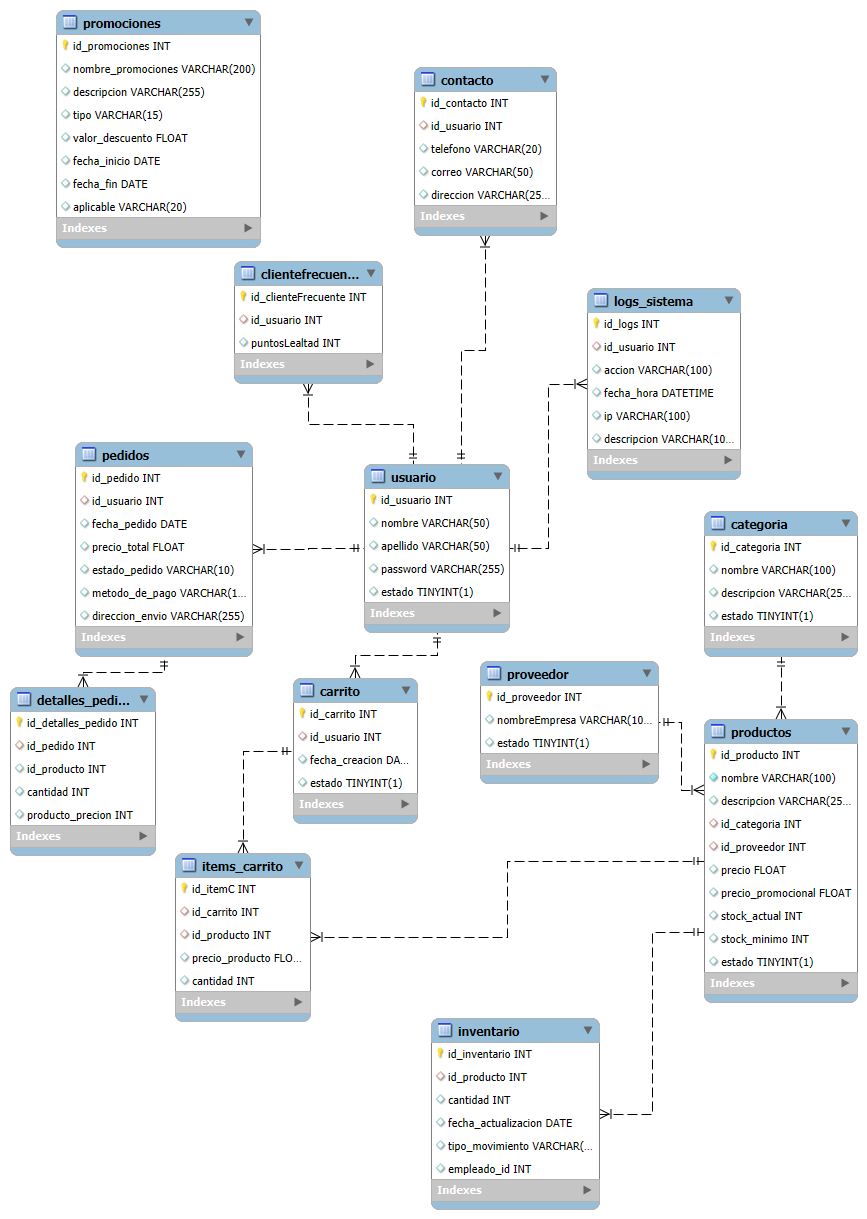 promociones
id_promociones INT
nombre_promociones VARCHAR(200)
descripcion VARCHAR(255)
tipo VARCHAR(15)
valor_descuento FLOAT
fecha_inicio DATE
fecha_fin DATE
aplicable VARCHAR(20)
Indexes
contacto
id_contacto INT
id_usuario INT
telefono VARCHAR(20)
correo VARCHAR(50)
direccion VARCHAR(25...
Indexes
clientefrecuen...
id_clienteFrecuente INT
id_usuario INT
puntosLealtad INT
Indexes
logs_sistema
id_logs INT
id_usuario INT
accion VARCHAR(100)
fecha_hora DATETIME
ip VARCHAR(100)
descripcion VARCHAR(10...
Indexes
pedidos
id_pedido INT
id_usuario INT
fecha_pedido DATE
precio_total FLOAT
estado_pedido VARCHAR(10)
metodo_de_pago VARCHAR(1...
direccion_envio VARCHAR(255)
Indexes
usuario
id_usuario INT
nombre VARCHAR(50)
apellido VARCHAR(50)
password VARCHAR(255)
estado TINYINT(1)
Indexes
categoria
id_categoria INT
nombre VARCHAR(100)
descripcion VARCHAR(25...
estado TINYINT(1)
Indexes
detalles_pedi...
id_detalles_pedido INT
id_pedido INT
id_producto INT
cantidad INT
producto_precion INT
Indexes
carrito
id_carrito INT
id_usuario INT
fecha_creacion DA...
estado TINYINT(1)
Indexes
proveedor
id_proveedor INT
nombreEmpresa VARCHAR(10...
estado TINYINT(1)
Indexes
productos
id_producto INT
nombre VARCHAR(100)
descripcion VARCHAR(25...
id_categoria INT
id_proveedor INT
precio FLOAT
precio_promocional FLOAT
stock_actual INT
stock_minimo INT
estado TINYINT(1)
Indexes
items_carrito
id_itemC INT
id_carrito INT
id_producto INT
precio_producto FLO...
cantidad INT
Indexes
inventario
id_inventario INT
id_producto INT
cantidad INT
fecha_actualizacion DATE
tipo_movimiento VARCHAR(...
empleado_id INT
Indexes